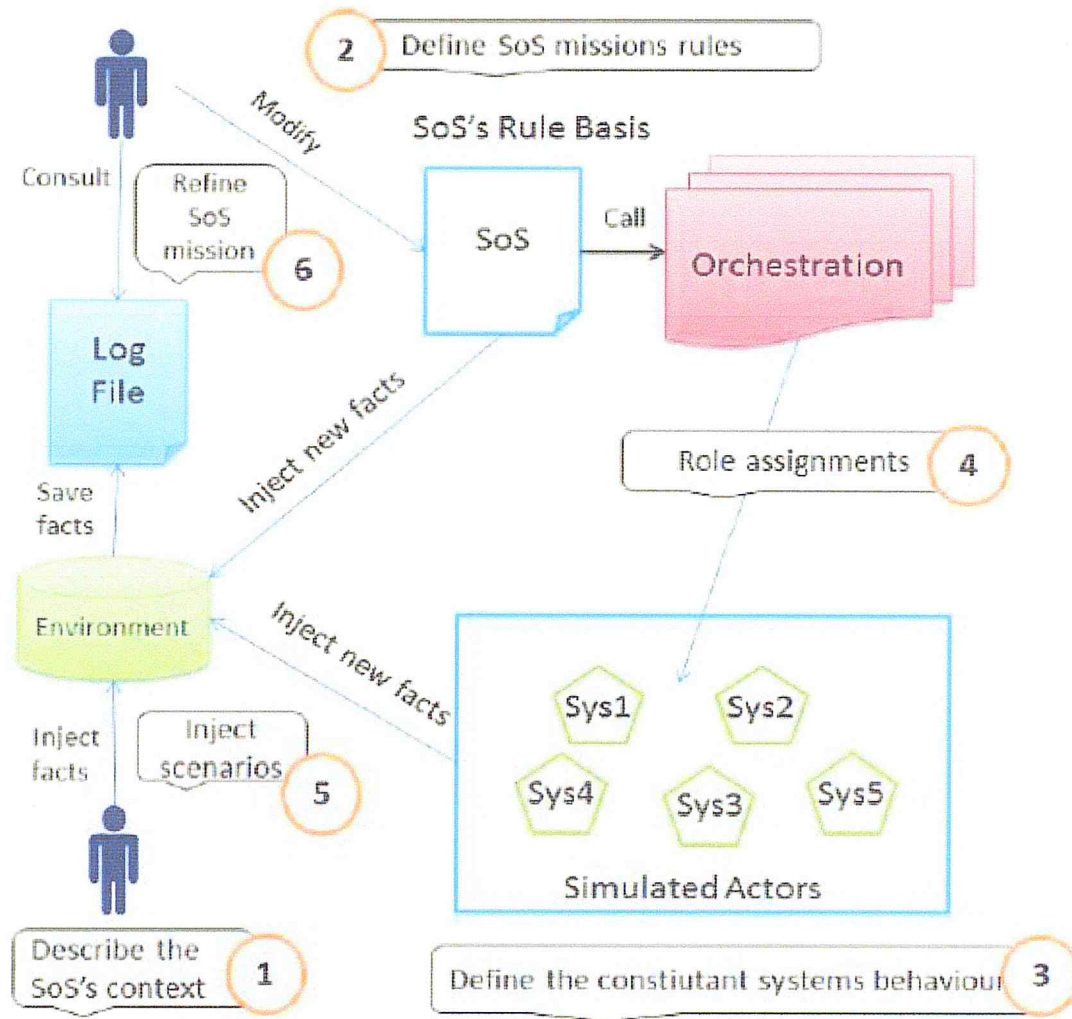 2
Define SoS missions rules
Modify
SoS's Rule Basis
Consult
Refine
SoS
mission
6
SoS
Call
Orchestration
Log
File
Inject new facts
Role assignments
4
Save
facts
Environment
Inject new facts
Inject
facts
Inject
scenarios
5
Sys1
Sys2
Sys4
Sys3
Sys5
Simulated Actors
Describe the
SoS's context
1
Define the constiutant systems behaviour
3